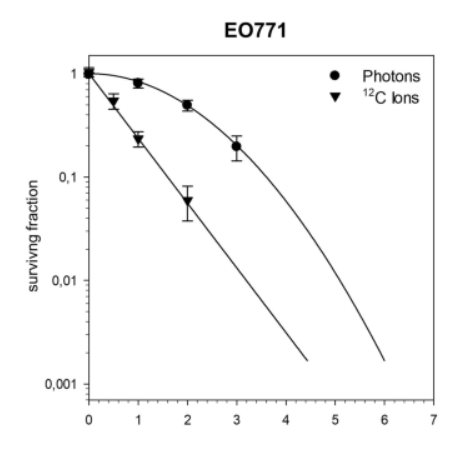 EO771
Photons
¹²C Ions
1
0,1
0,01
0,001
survivng fraction
0 1 2 3 4 5 6 7